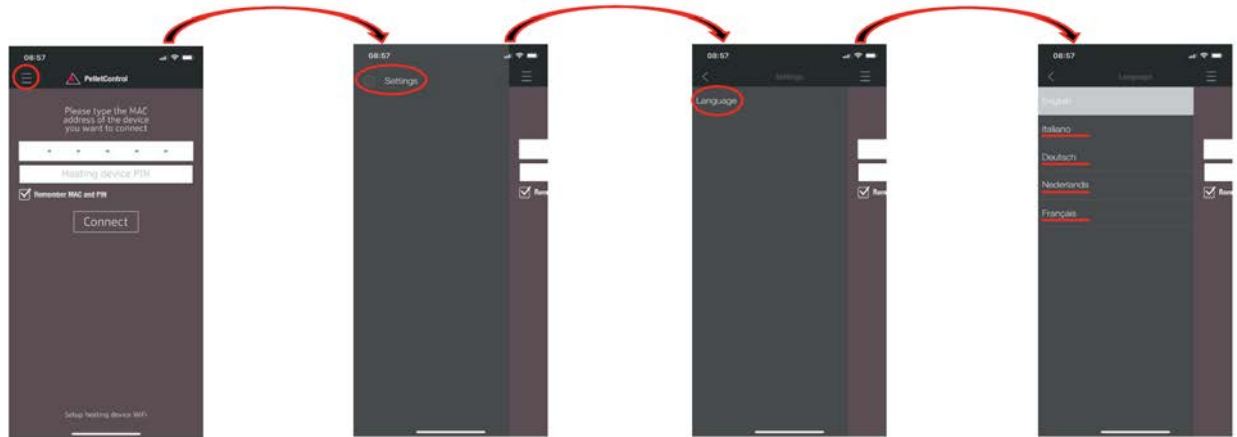 08:57
PelletControl
Please type the MAC
address of the device
you want to connect
- - - - -
Heating device PIN
Remember MAC and PIN
Connect
Setup heating device WiFi
08:57
Settings
08:57
Settings
Language
08:57
Language
English
Italiano
Deutsch
Nederlands
Français